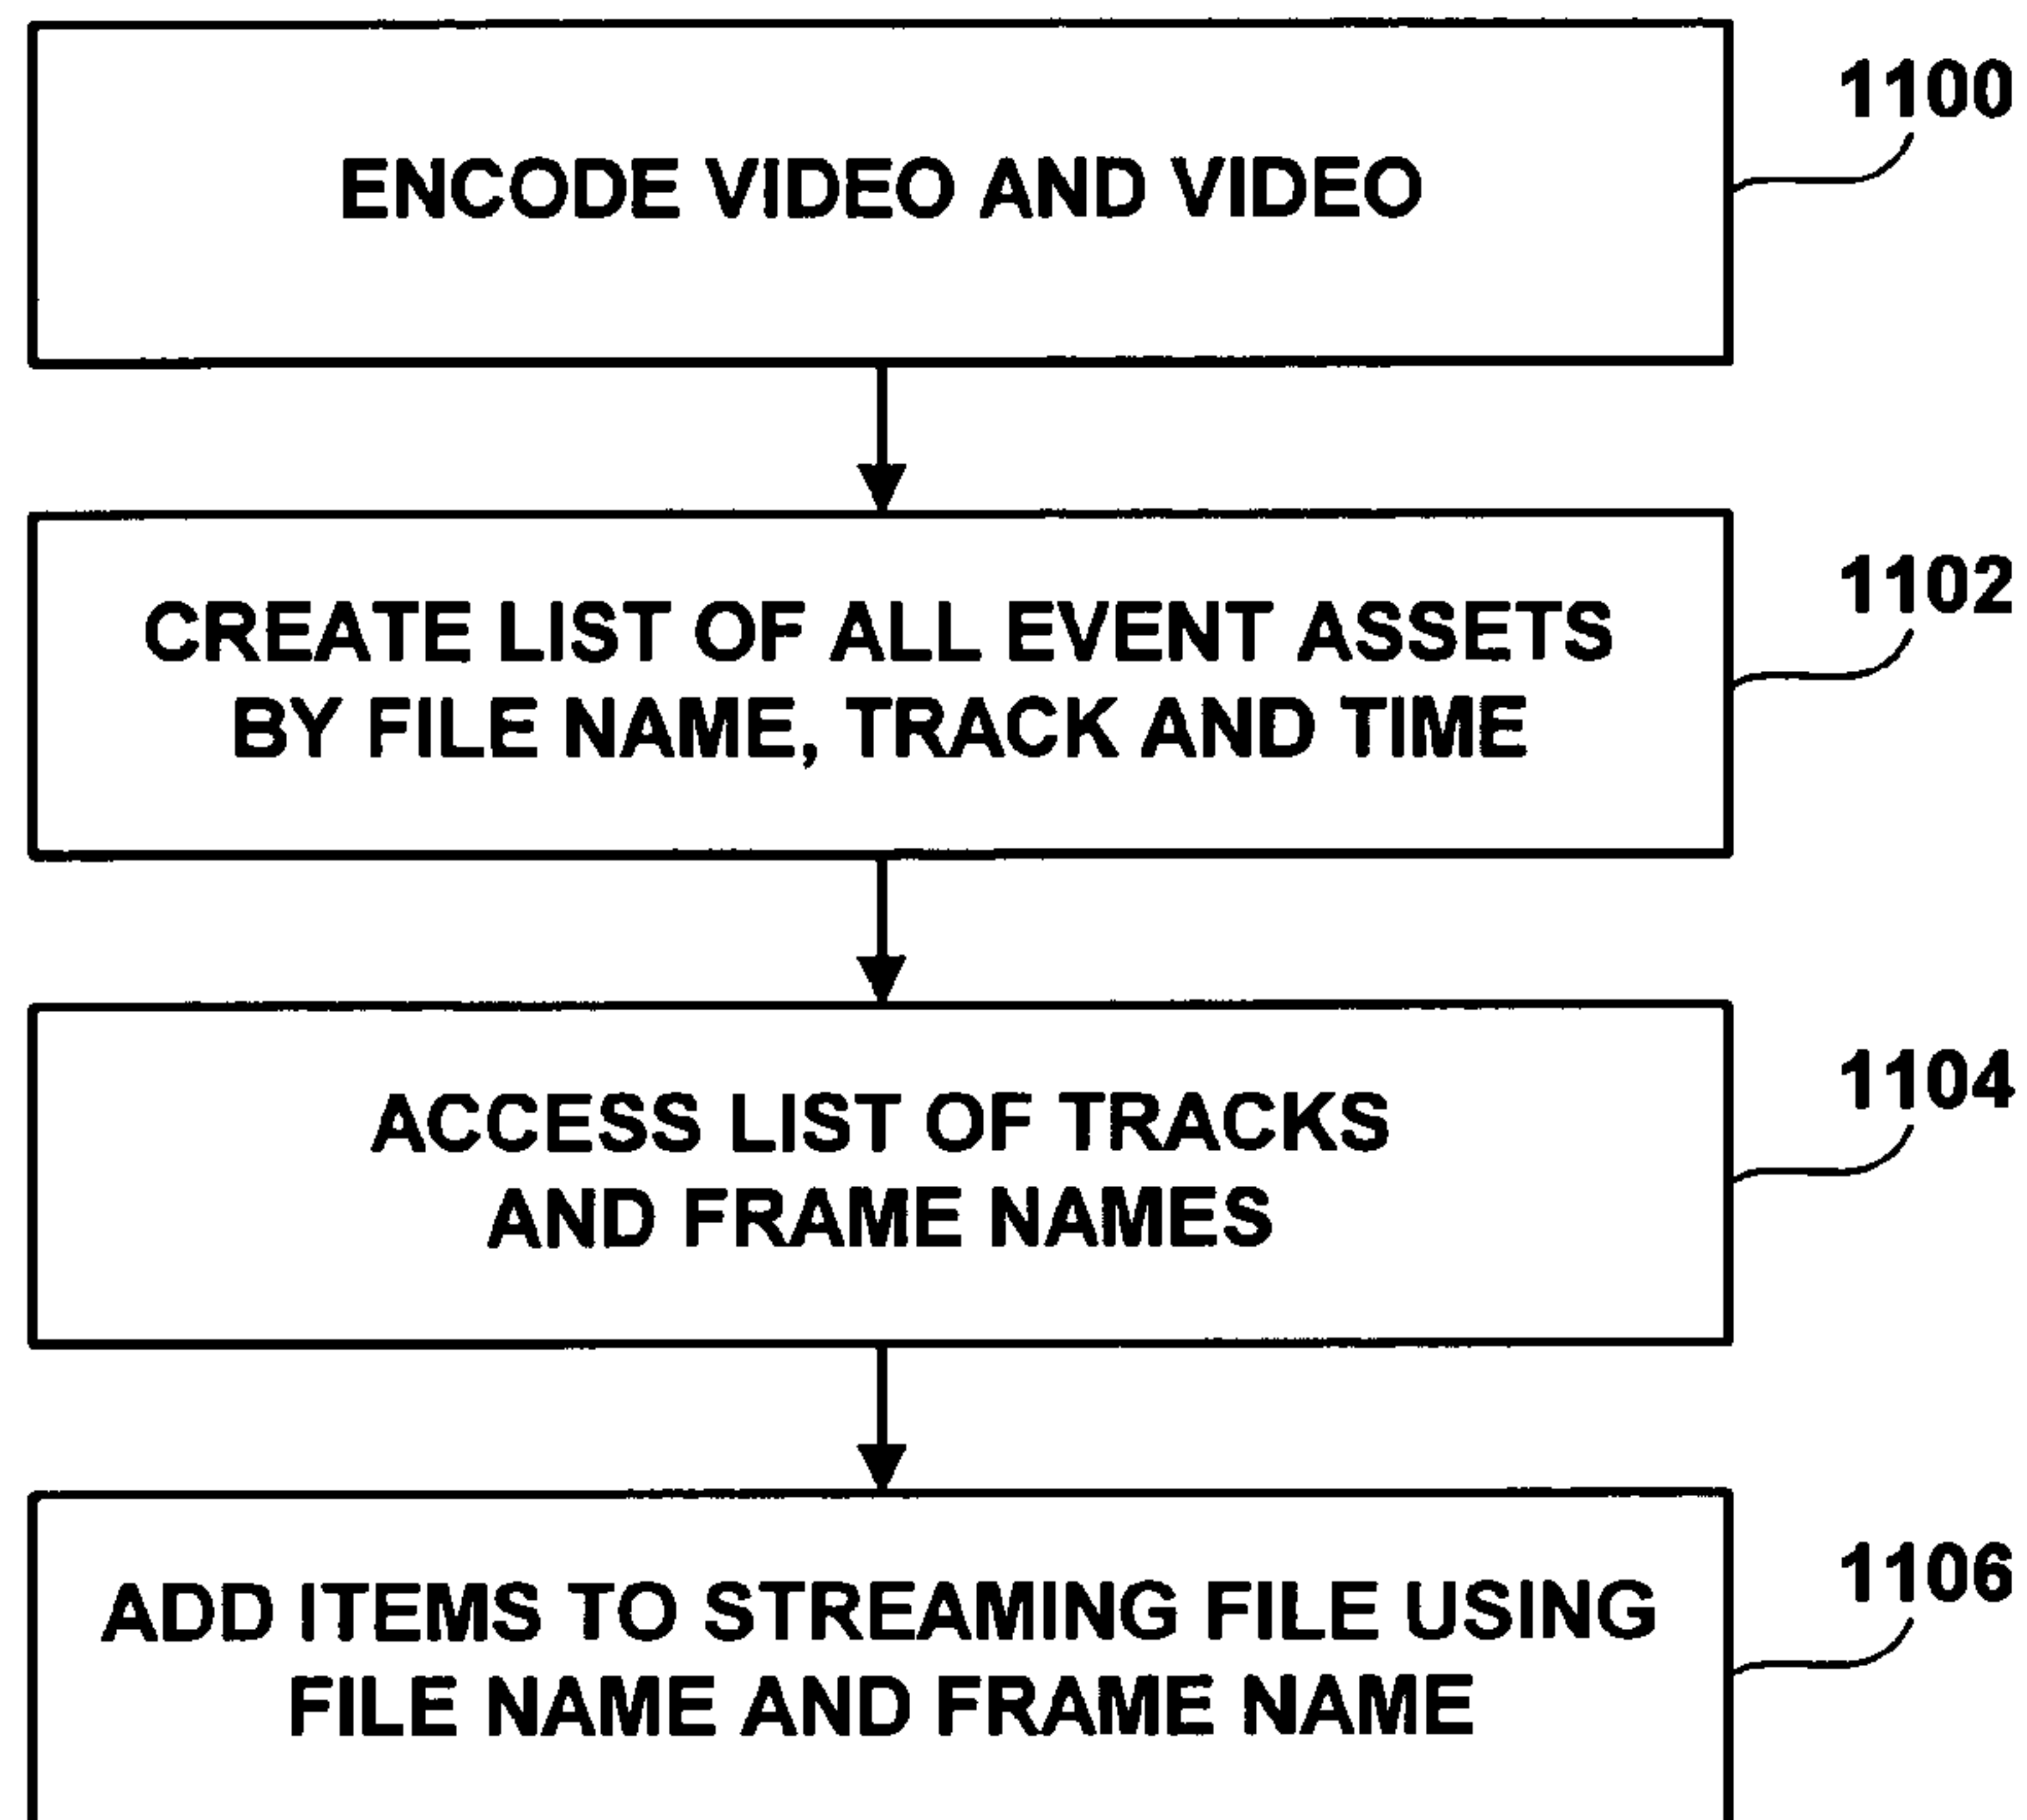 ENCODE VIDEO AND VIDEO
1100
CREATE LIST OF ALL EVENT ASSETS
BY FILE NAME, TRACK AND TIME
1102
ACCESS LIST OF TRACKS
AND FRAME NAMES
1104
ADD ITEMS TO STREAMING FILE USING
FILE NAME AND FRAME NAME
1106